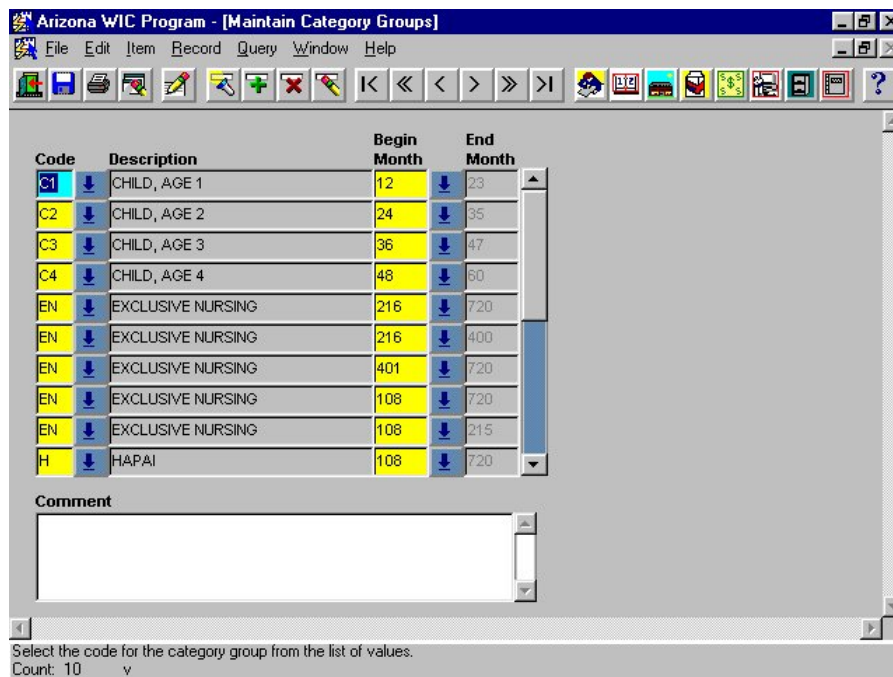 Arizona WIC Program - [Maintain Category Groups]
File Edit Item Record Query Window Help
Begin End
Code Description Month Month
C1 CHILD, AGE 1 12 23
C2 CHILD, AGE 2 24 35
C3 CHILD, AGE 3 36 47
C4 CHILD, AGE 4 48 60
EN EXCLUSIVE NURSING 216 720
EN EXCLUSIVE NURSING 216 400
EN EXCLUSIVE NURSING 401 720
EN EXCLUSIVE NURSING 108 720
EN EXCLUSIVE NURSING 108 215
H HAPAI 108 720
Comment
Select the code for the category group from the list of values.
Count: 10 v